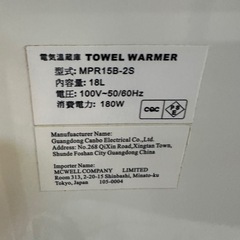 電気温蔵庫 TOWEL WARMER
型式: MPR15B-2S
内容量: 18L
電圧: 100V~50/60Hz
消費電力: 180W
PSE
Manufacturer Name:
Guangdong Canbo Electrical CO., Ltd.
Address: No.268 QiXin Road,Xingtan Town,
Shunde Foshan City Guangdong,China
Importer Name:
MCWELL COMPANY LIMITED
Room 313, 2-20-15 Shinbashi, Minato-ku
Tokyo, Japan 105-0004